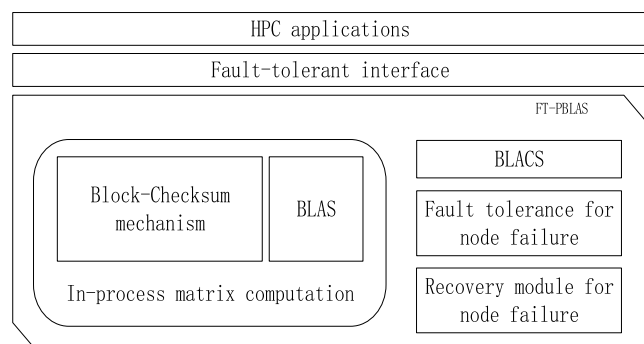 HPC applications
Fault-tolerant interface
FT-PBLAS
Block-Checksum
mechanism
BLAS
In-process matrix computation
BLACS
Fault tolerance for
node failure
Recovery module for
node failure